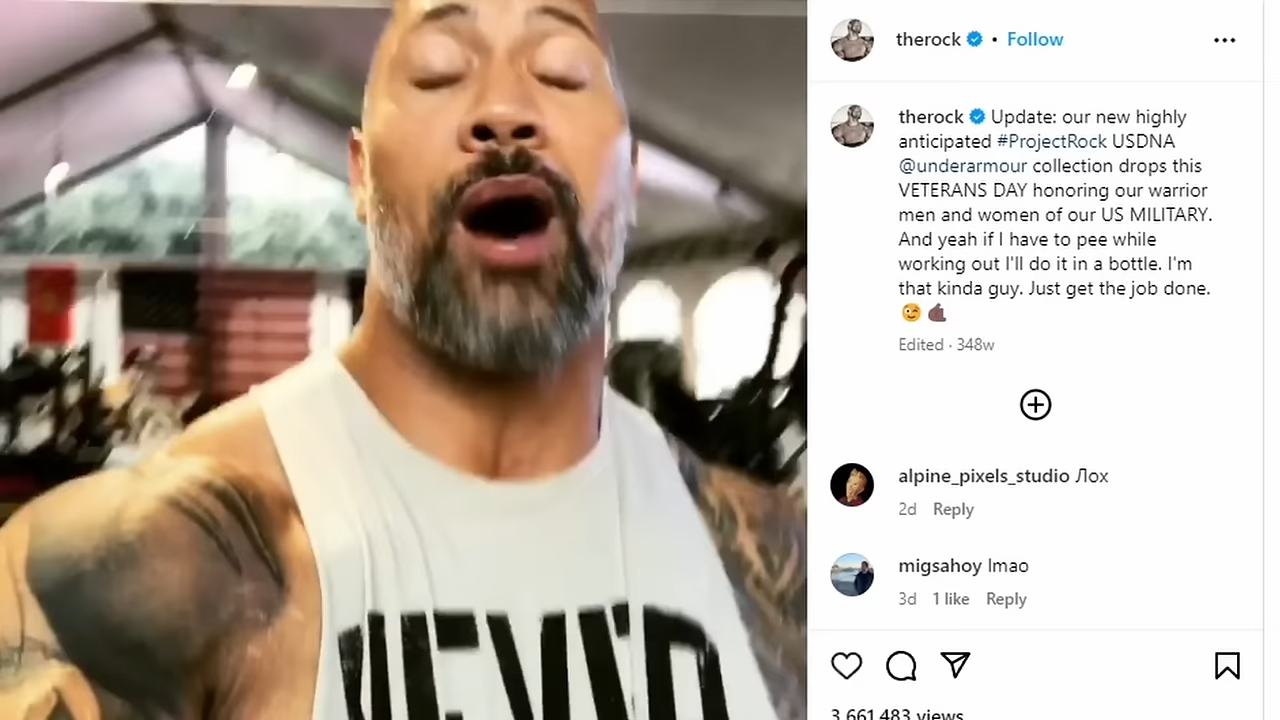 therock • Follow
therock Update: our new highly
anticipated #ProjectRock USDNA
@underarmour collection drops this
VETERANS DAY honoring our warrior
men and women of our US MILITARY.
And yeah if I have to pee while
working out I'll do it in a bottle. I'm
that kinda guy. Just get the job done.
😉 🤙🏿
Edited · 348w
alpine_pixels_studio Лох
2d Reply
migsahoy lmao
3d 1 like Reply
3,661,483 views